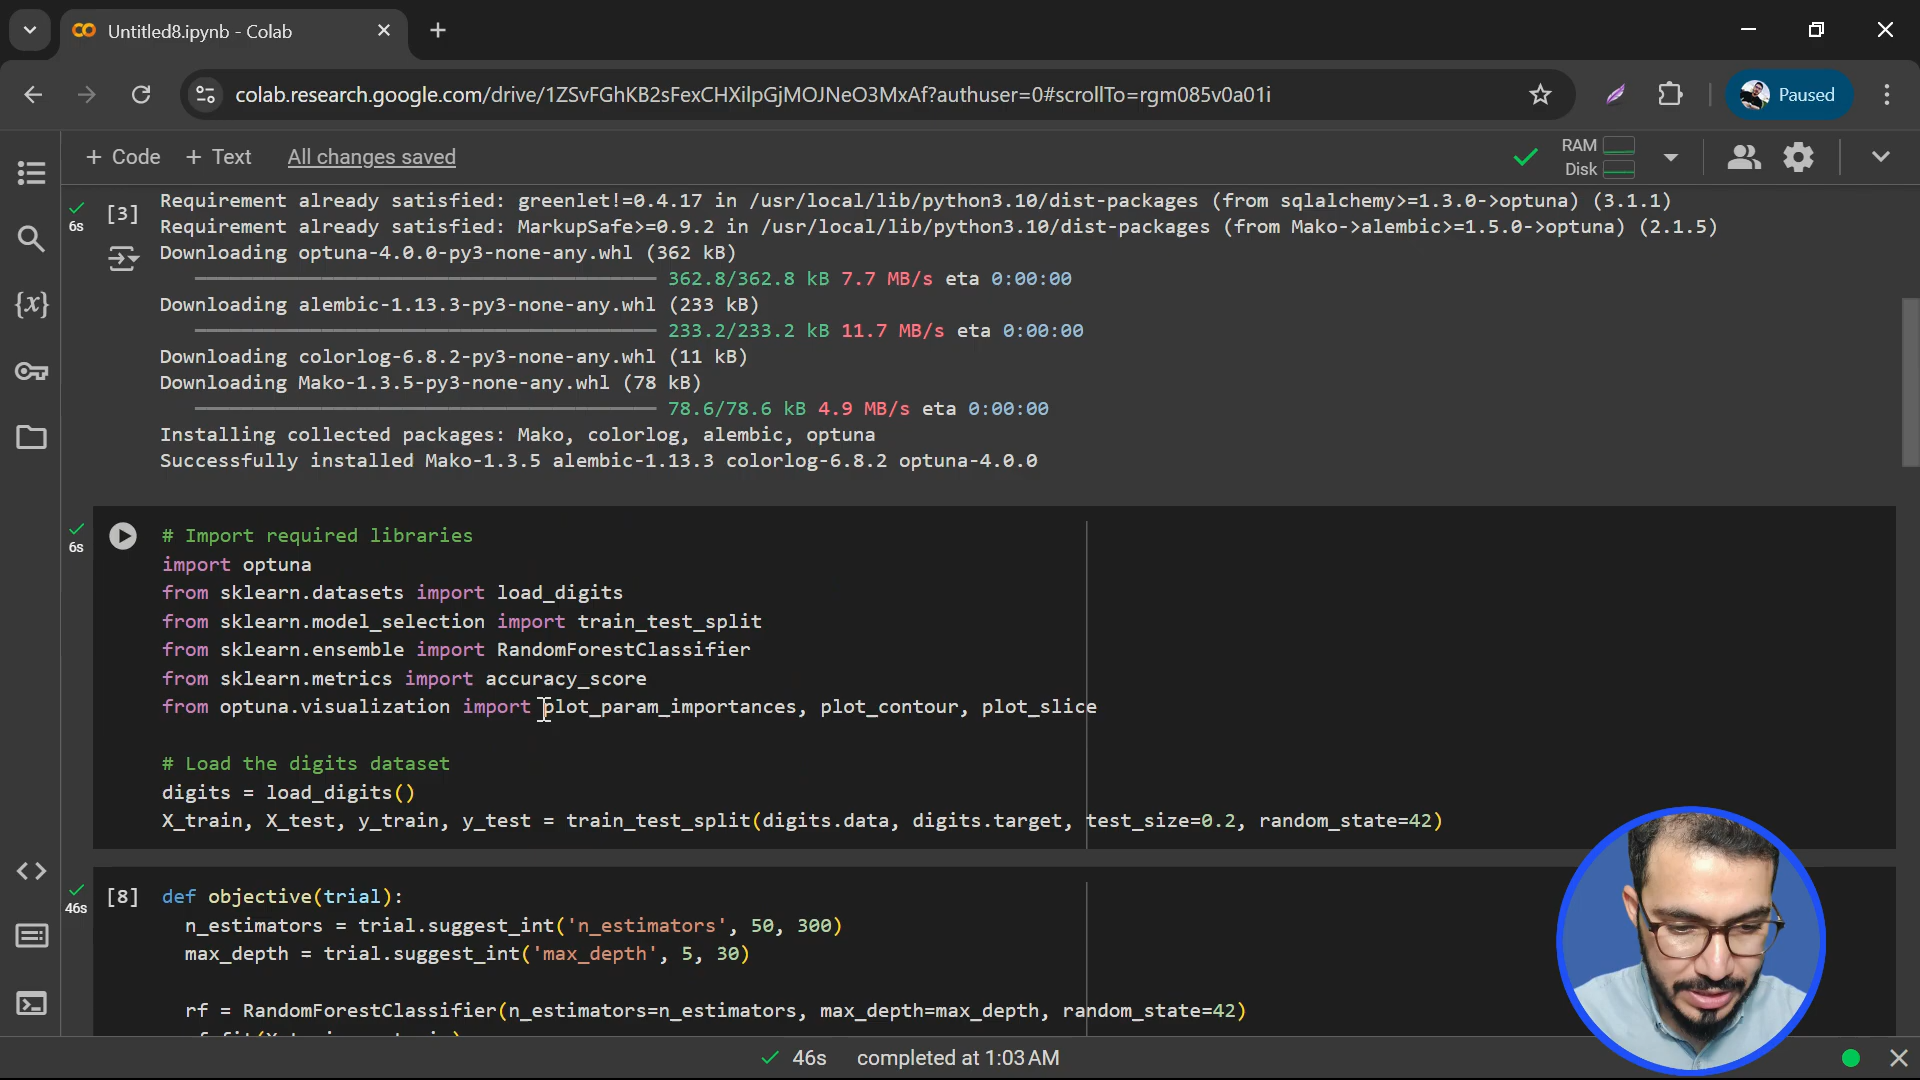 Untitled8.ipynb - Colab
colab.research.google.com/drive/1ZSvFGhKB2sFexCHXilpGjMOJNeO3MxAf?authuser=0#scrollTo=rgm085v0a01i
Paused
+ Code + Text All changes saved
RAM
Disk
6s
[3]
Requirement already satisfied: greenlet!=0.4.17 in /usr/local/lib/python3.10/dist-packages (from sqlalchemy>=1.3.0->optuna) (3.1.1)
Requirement already satisfied: MarkupSafe>=0.9.2 in /usr/local/lib/python3.10/dist-packages (from Mako->alembic>=1.5.0->optuna) (2.1.5)
Downloading optuna-4.0.0-py3-none-any.whl (362 kB)
362.8/362.8 kB 7.7 MB/s eta 0:00:00
Downloading alembic-1.13.3-py3-none-any.whl (233 kB)
233.2/233.2 kB 11.7 MB/s eta 0:00:00
Downloading colorlog-6.8.2-py3-none-any.whl (11 kB)
Downloading Mako-1.3.5-py3-none-any.whl (78 kB)
78.6/78.6 kB 4.9 MB/s eta 0:00:00
Installing collected packages: Mako, colorlog, alembic, optuna
Successfully installed Mako-1.3.5 alembic-1.13.3 colorlog-6.8.2 optuna-4.0.0
6s
# Import required libraries
import optuna
from sklearn.datasets import load_digits
from sklearn.model_selection import train_test_split
from sklearn.ensemble import RandomForestClassifier
from sklearn.metrics import accuracy_score
from optuna.visualization import plot_param_importances, plot_contour, plot_slice
# Load the digits dataset
digits = load_digits()
X_train, X_test, y_train, y_test = train_test_split(digits.data, digits.target, test_size=0.2, random_state=42)
46s
[8]
def objective(trial):
n_estimators = trial.suggest_int('n_estimators', 50, 300)
max_depth = trial.suggest_int('max_depth', 5, 30)
rf = RandomForestClassifier(n_estimators=n_estimators, max_depth=max_depth, random_state=42)
46s completed at 1:03 AM